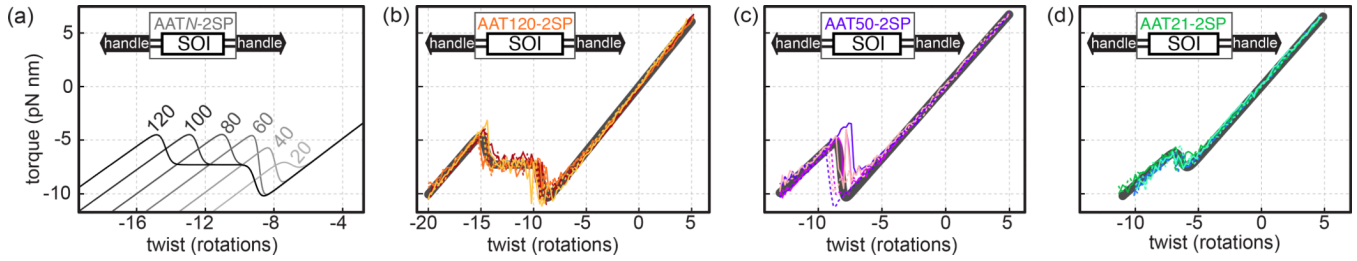 (a)
AATN-2SP
handle SOI handle
torque (pN nm)
5
0
-5
-10
120
100
80
60
40
20
-16 -12 -8 -4
twist (rotations)
(b)
AAT120-2SP
handle SOI handle
-20 -15 -10 -5 0 5
twist (rotations)
(c)
AAT50-2SP
handle SOI handle
-10 -5 0 5
twist (rotations)
(d)
AAT21-2SP
handle SOI handle
-10 -5 0 5
twist (rotations)